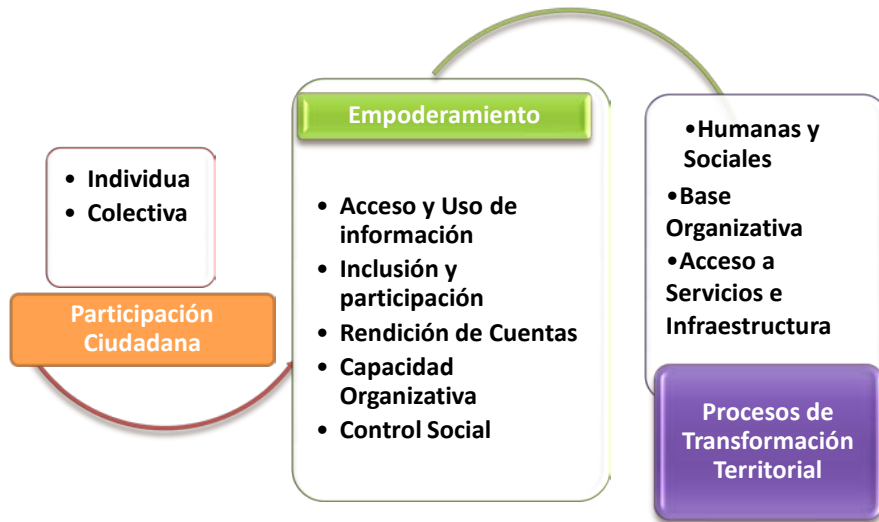 • Individua
• Colectiva
Participación
Ciudadana
Empoderamiento
• Acceso y Uso de
información
• Inclusión y
participación
• Rendición de Cuentas
• Capacidad
Organizativa
• Control Social
•Humanas y
Sociales
•Base
Organizativa
•Acceso a
Servicios e
Infraestructura
Procesos de
Transformación
Territorial